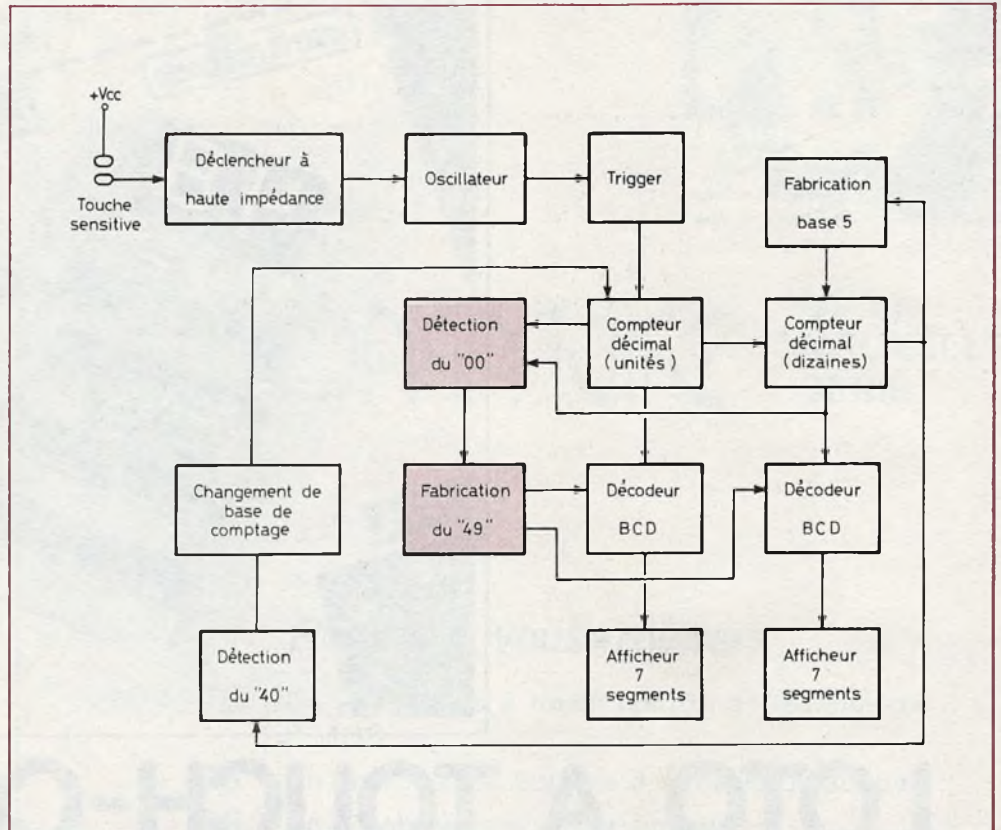 +Vcc
Touche
sensitive
Déclencheur à
haute impédance
Oscillateur
Trigger
Fabrication
base 5
Détection
du "00"
Compteur
décimal
(unités)
Compteur
décimal
(dizaines)
Changement de
base de
comptage
Fabrication
du "49"
Décodeur
BCD
Décodeur
BCD
Détection
du "40"
Afficheur
7
segments
Afficheur
7
segments